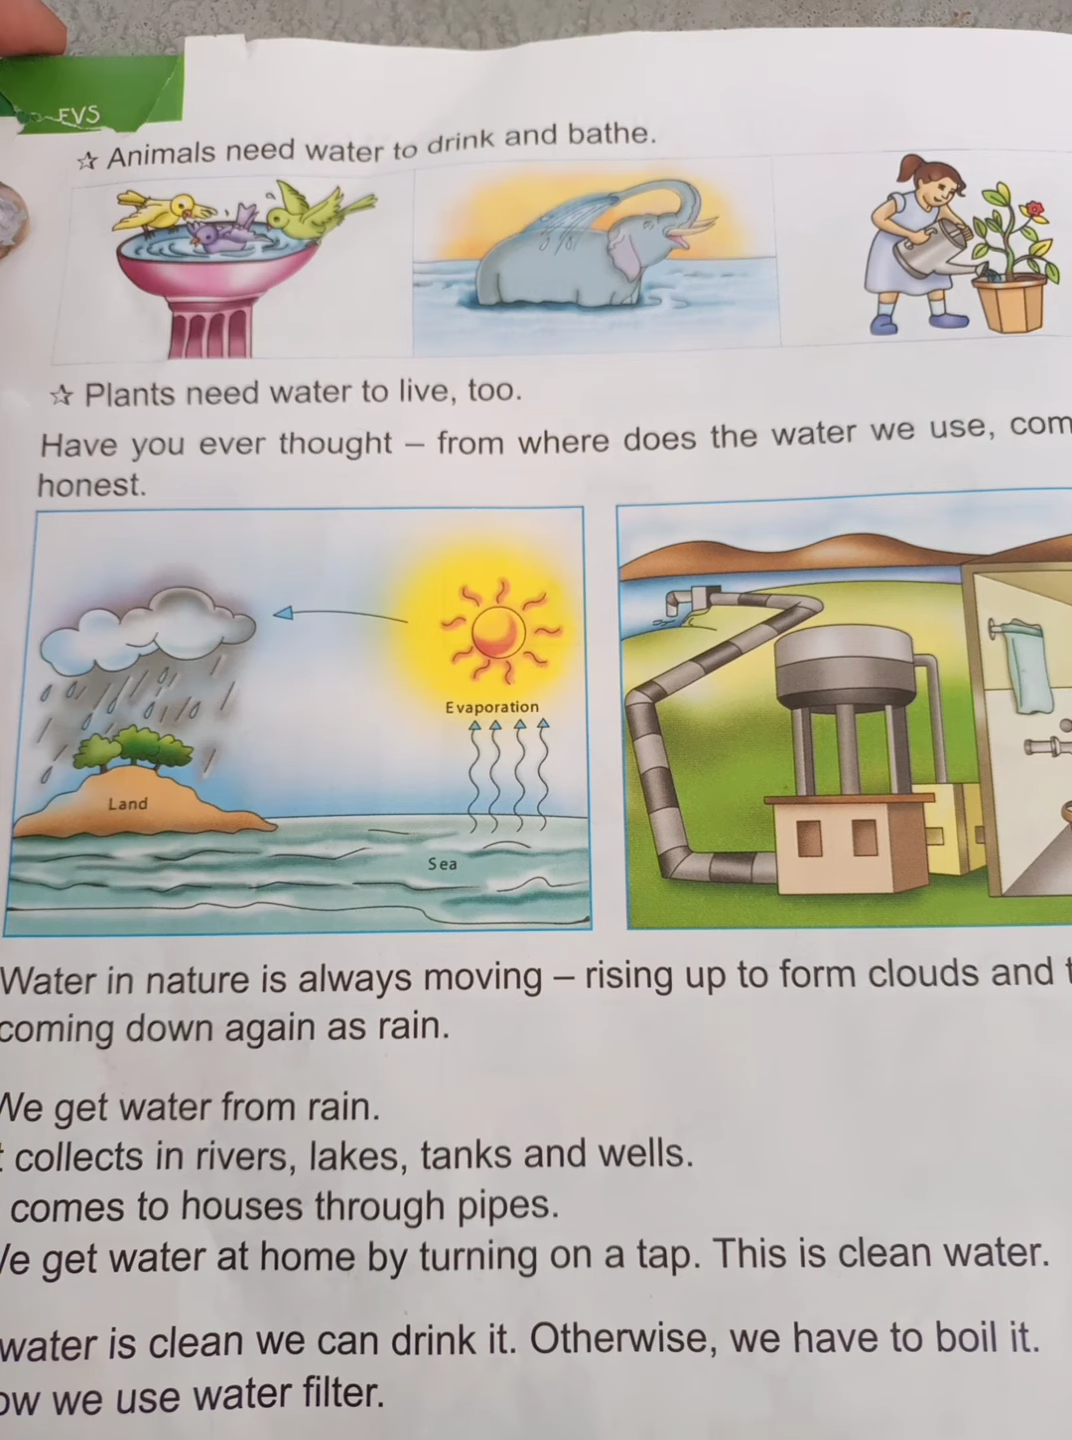 EVS
☆ Animals need water to drink and bathe.
☆ Plants need water to live, too.
Have you ever thought – from where does the water we use, com
honest.
Evaporation
Land
Sea
Water in nature is always moving – rising up to form clouds and t
coming down again as rain.
We get water from rain.
t collects in rivers, lakes, tanks and wells.
comes to houses through pipes.
We get water at home by turning on a tap. This is clean water.
water is clean we can drink it. Otherwise, we have to boil it.
ow we use water filter.